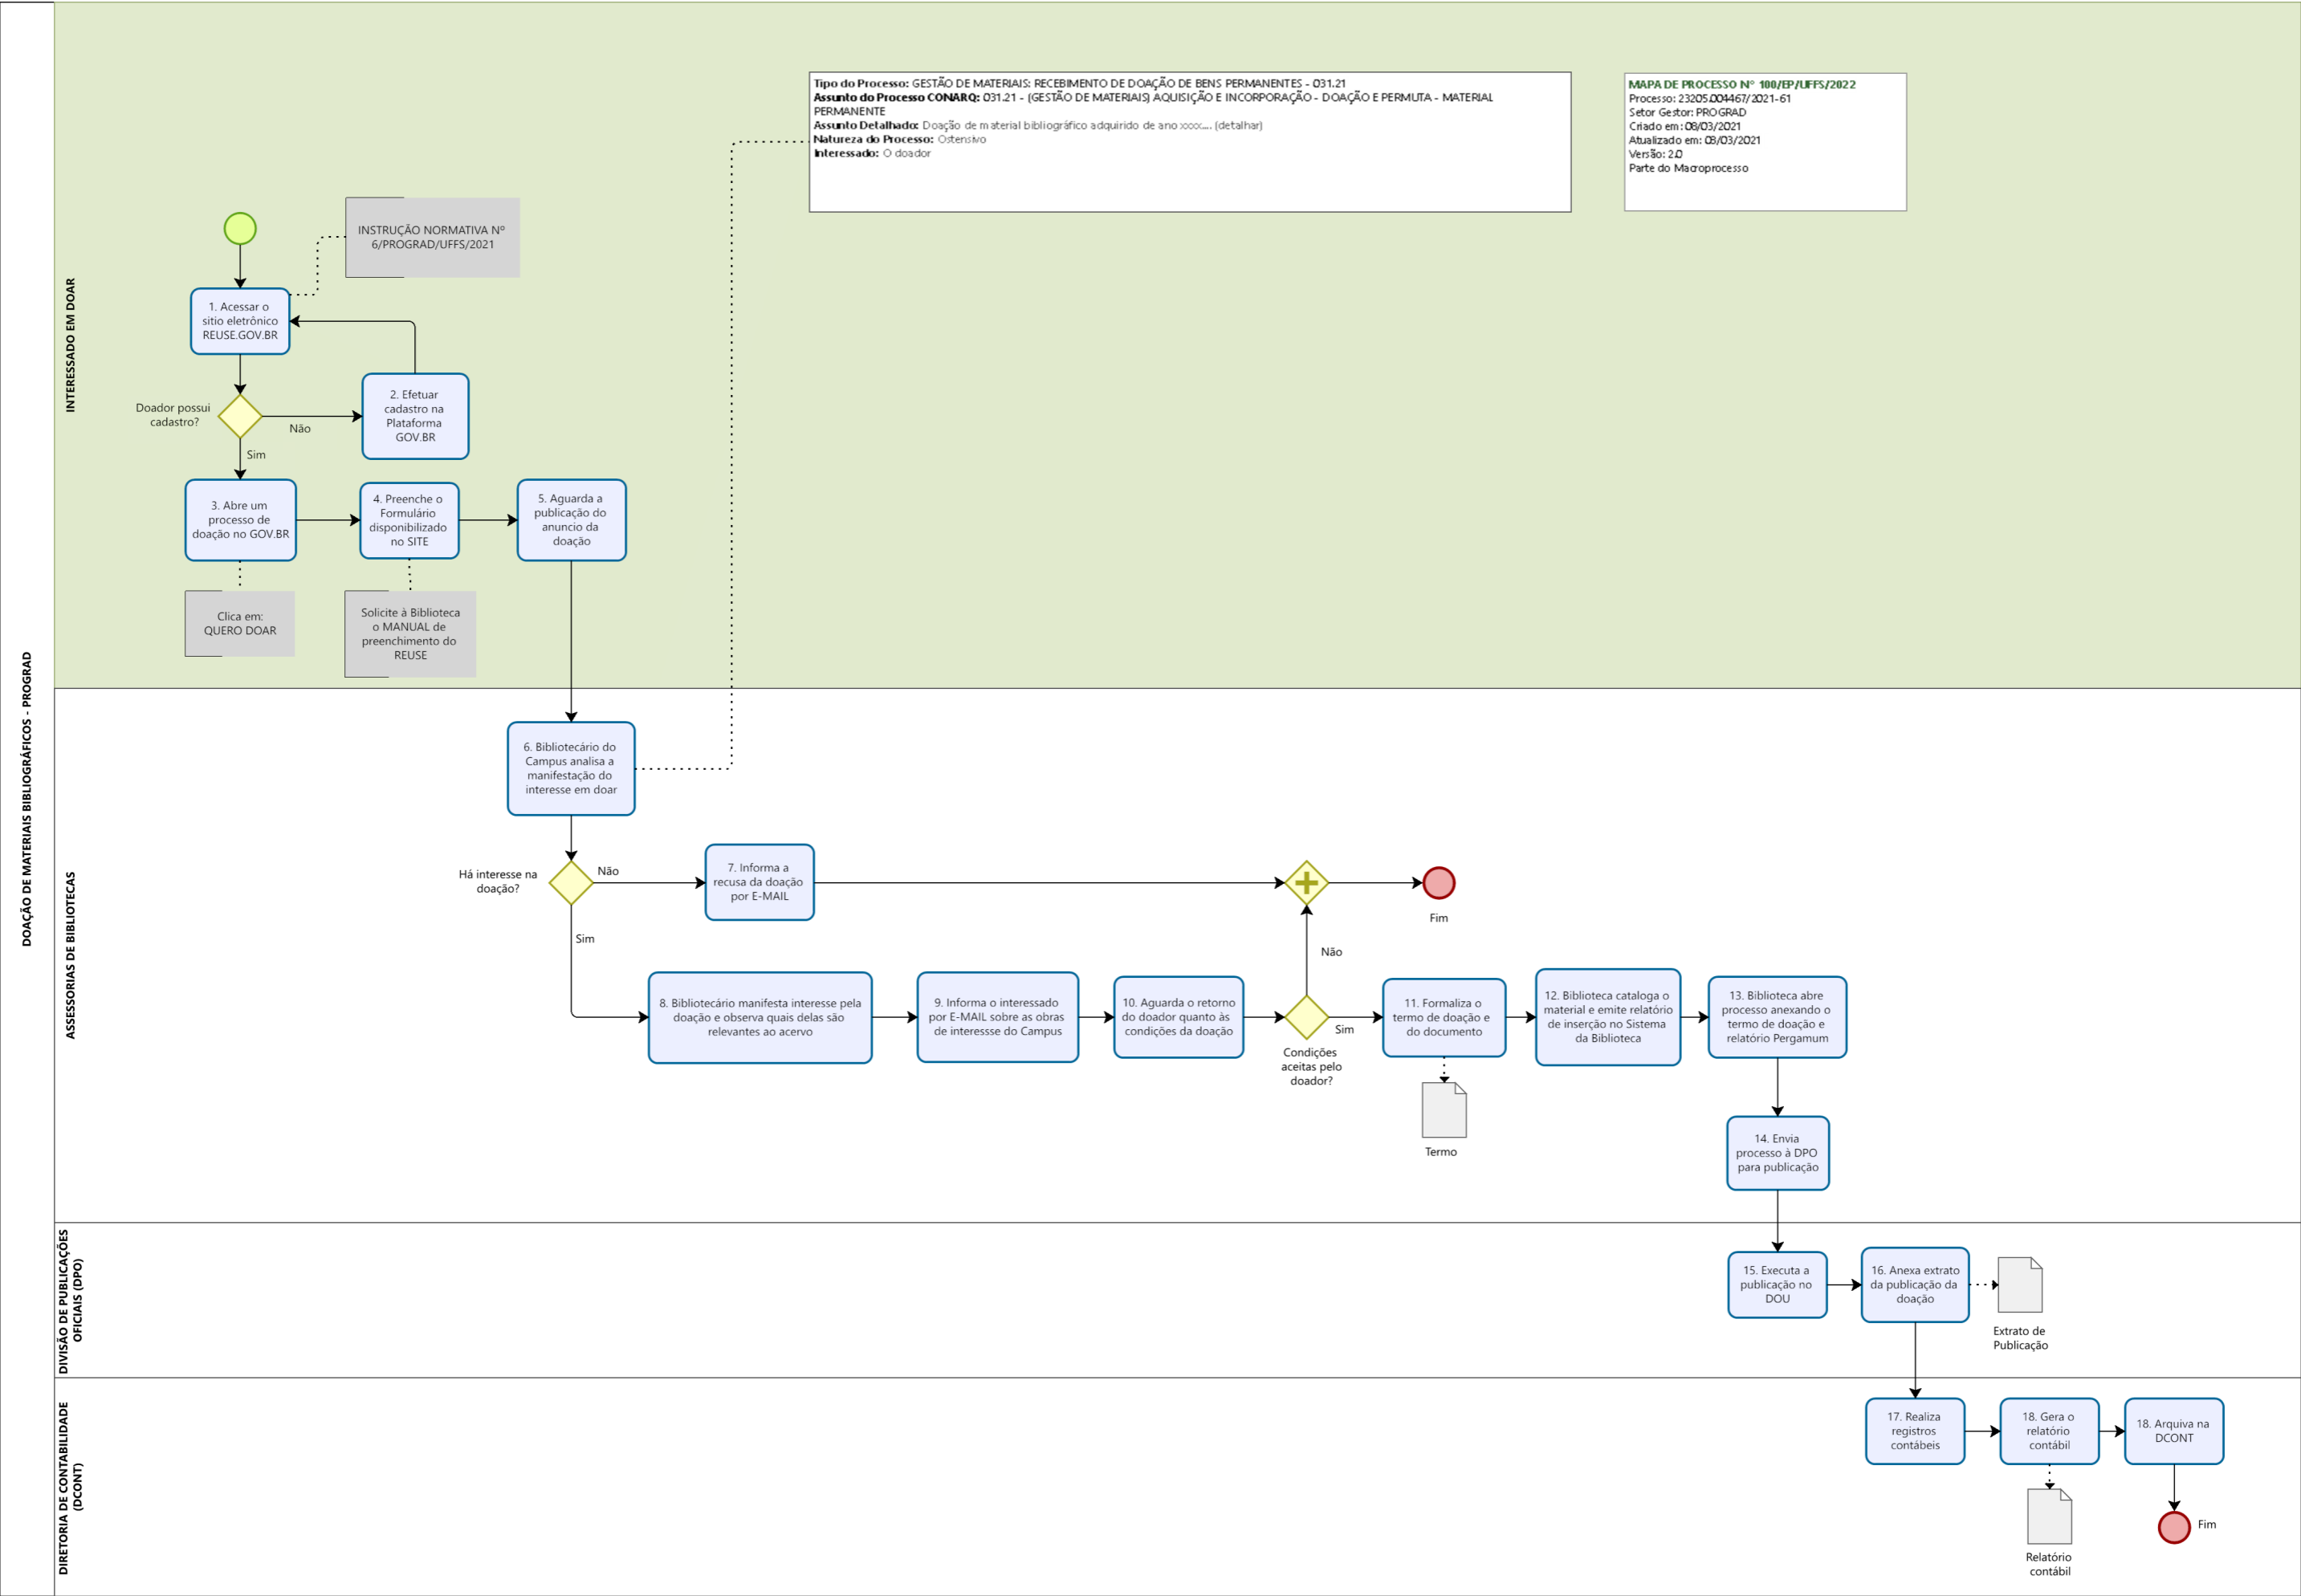 DOAÇÃO DE MATERIAIS BIBLIOGRÁFICOS - PROGRAD
INTERESSADO EM DOAR
Tipo do Processo: GESTÃO DE MATERIAIS: RECEBIMENTO DE DOAÇÃO DE BENS PERMANENTES - 031.21
Assunto do Processo CONARQ: 031.21 - (GESTÃO DE MATERIAIS) AQUISIÇÃO E INCORPORAÇÃO - DOAÇÃO E PERMUTA - MATERIAL
PERMANENTE
Assunto Detalhado: Doação de material bibliográfico adquirido de ano xxxx.... (detalhar)
Natureza do Processo: Ostensivo
Interessado: O doador
MAPA DE PROCESSO N° 100/EP/UFFS/2022
Processo: 23205.004467/2021-61
Setor Gestor: PROGRAD
Criado em: 08/03/2021
Atualizado em: 08/03/2021
Versão: 2.0
Parte do Macroprocesso
INSTRUÇÃO NORMATIVA Nº
6/PROGRAD/UFFS/2021
1. Acessar o
sitio eletrônico
REUSE.GOV.BR
Doador possui
cadastro?
Não
Sim
2. Efetuar
cadastro na
Plataforma
GOV.BR
3. Abre um
processo de
doação no GOV.BR
4. Preenche o
Formulário
disponibilizado
no SITE
5. Aguarda a
publicação do
anuncio da
doação
Clica em:
QUERO DOAR
Solicite à Biblioteca
o MANUAL de
preenchimento do
REUSE
ASSESSORIAS DE BIBLIOTECAS
6. Bibliotecário do
Campus analisa a
manifestação do
interesse em doar
Há interesse na
doação?
Não
Sim
7. Informa a
recusa da doação
por E-MAIL
Fim
8. Bibliotecário manifesta interesse pela
doação e observa quais delas são
relevantes ao acervo
9. Informa o interessado
por E-MAIL sobre as obras
de interessse do Campus
10. Aguarda o retorno
do doador quanto às
condições da doação
Não
Sim
Condições
aceitas pelo
doador?
11. Formaliza o
termo de doação e
do documento
Termo
12. Biblioteca cataloga o
material e emite relatório
de inserção no Sistema
da Biblioteca
13. Biblioteca abre
processo anexando o
termo de doação e
relatório Pergamum
14. Envia
processo à DPO
para publicação
DIVISÃO DE PUBLICAÇÕES
OFICIAIS (DPO)
15. Executa a
publicação no
DOU
16. Anexa extrato
da publicação da
doação
Extrato de
Publicação
DIRETORIA DE CONTABILIDADE
(DCONT)
17. Realiza
registros
contábeis
18. Gera o
relatório
contábil
18. Arquiva na
DCONT
Relatório
contábil
Fim